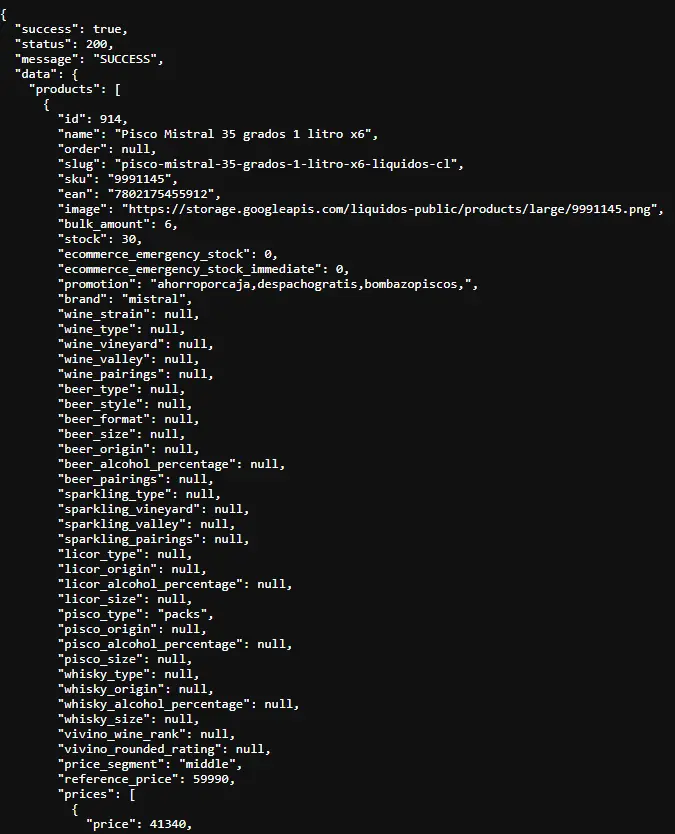 {
"success": true,
"status": 200,
"message": "SUCCESS",
"data": {
"products": [
{
"id": 914,
"name": "Pisco Mistral 35 grados 1 litro x6",
"order": null,
"slug": "pisco-mistral-35-grados-1-litro-x6-liquidos-cl",
"sku": "9991145",
"ean": "7802175455912",
"image": "https://storage.googleapis.com/liquidos-public/products/large/9991145.png",
"bulk_amount": 6,
"stock": 30,
"ecommerce_emergency_stock": 0,
"ecommerce_emergency_stock_immediate": 0,
"promotion": "ahorroporcaja,despachogratis,bombazopiscos,",
"brand": "mistral",
"wine_strain": null,
"wine_type": null,
"wine_vineyard": null,
"wine_valley": null,
"wine_pairings": null,
"beer_type": null,
"beer_style": null,
"beer_format": null,
"beer_size": null,
"beer_origin": null,
"beer_alcohol_percentage": null,
"beer_pairings": null,
"sparkling_type": null,
"sparkling_vineyard": null,
"sparkling_valley": null,
"sparkling_pairings": null,
"licor_type": null,
"licor_origin": null,
"licor_alcohol_percentage": null,
"licor_size": null,
"pisco_type": "packs",
"pisco_origin": null,
"pisco_alcohol_percentage": null,
"pisco_size": null,
"whisky_type": null,
"whisky_origin": null,
"whisky_alcohol_percentage": null,
"whisky_size": null,
"vivino_wine_rank": null,
"vivino_rounded_rating": null,
"price_segment": "middle",
"reference_price": 59990,
"prices": [
{
"price": 41340,